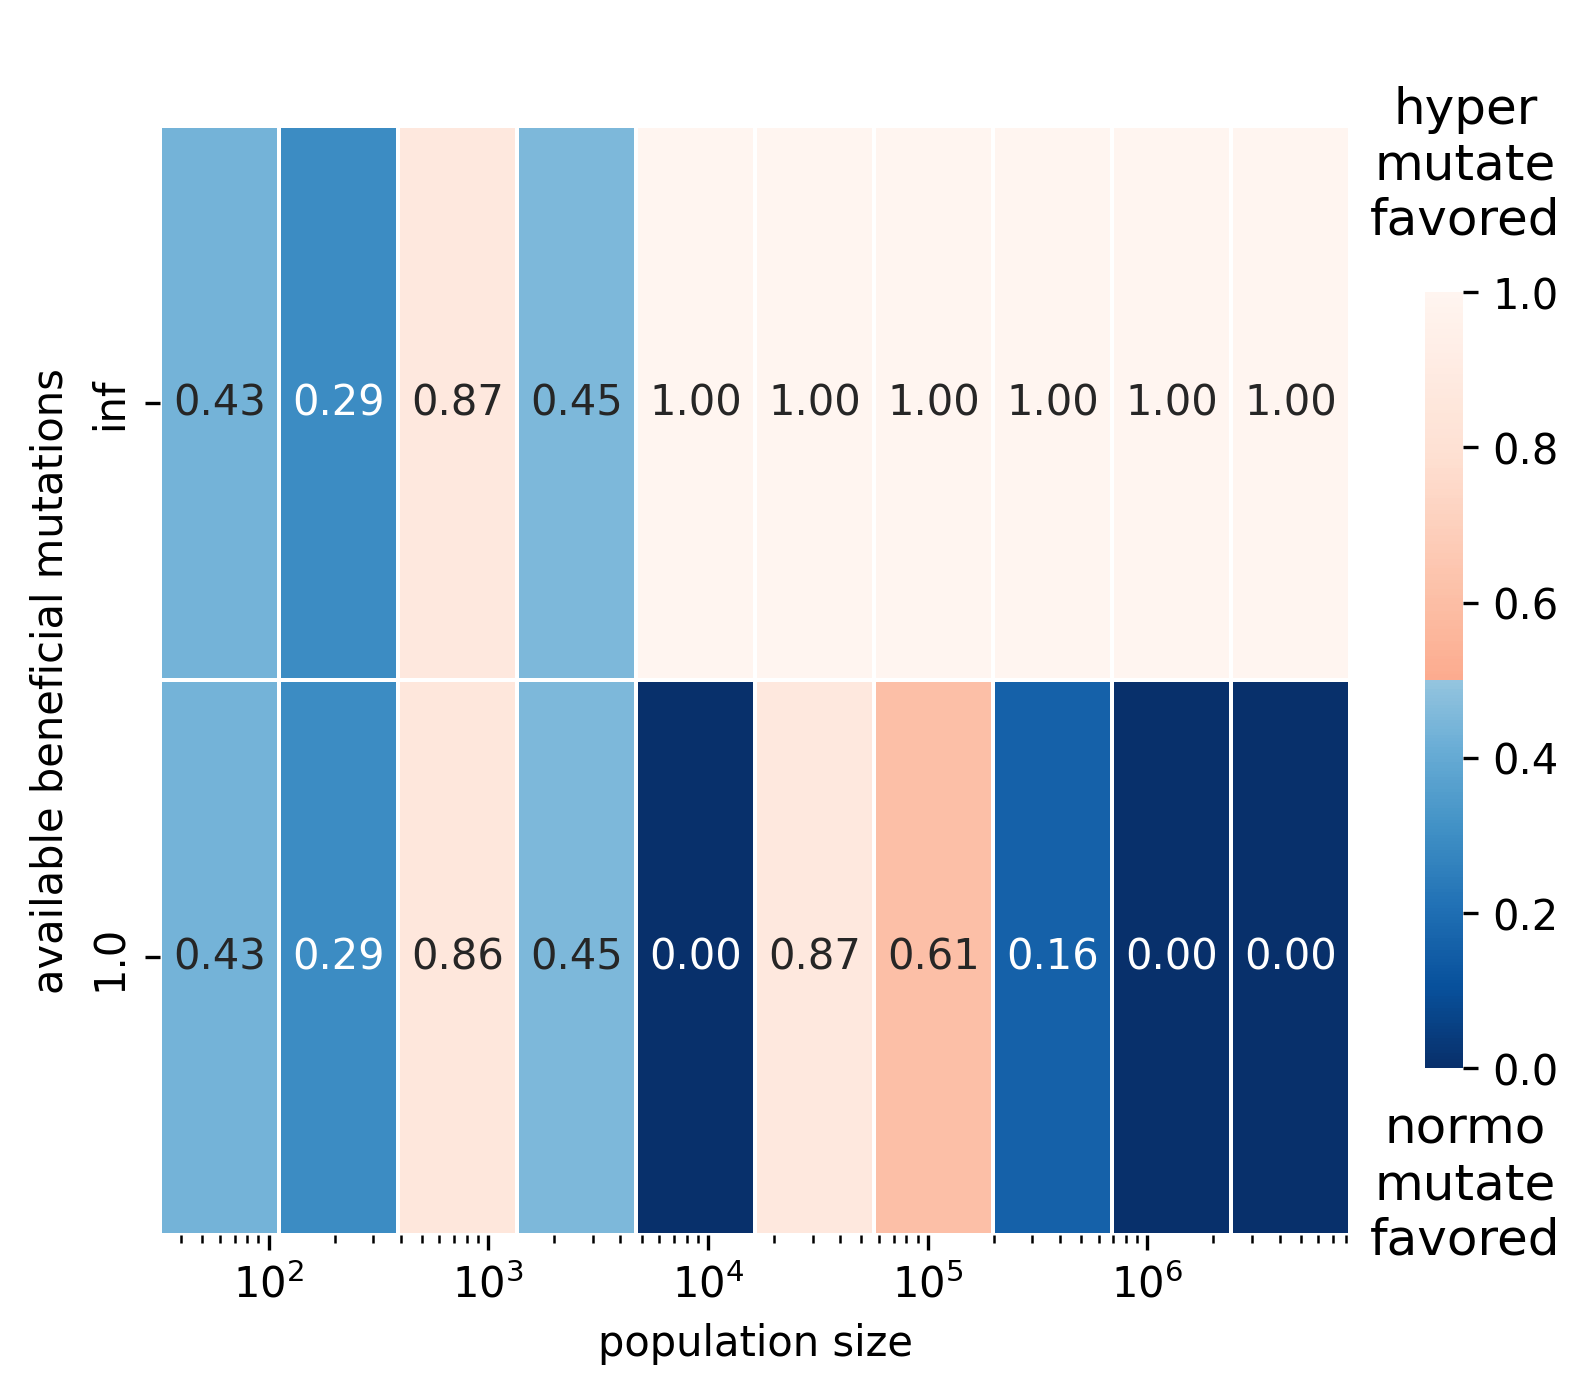 hyper
mutate
favored
available beneficial mutations
inf
0.43 0.29 0.87 0.45 1.00 1.00 1.00 1.00 1.00 1.00
1.0
0.43 0.29 0.86 0.45 0.00 0.87 0.61 0.16 0.00 0.00
10² 10³ 10⁴ 10⁵ 10⁶
population size
1.0
0.8
0.6
0.4
0.2
0.0
normo
mutate
favored